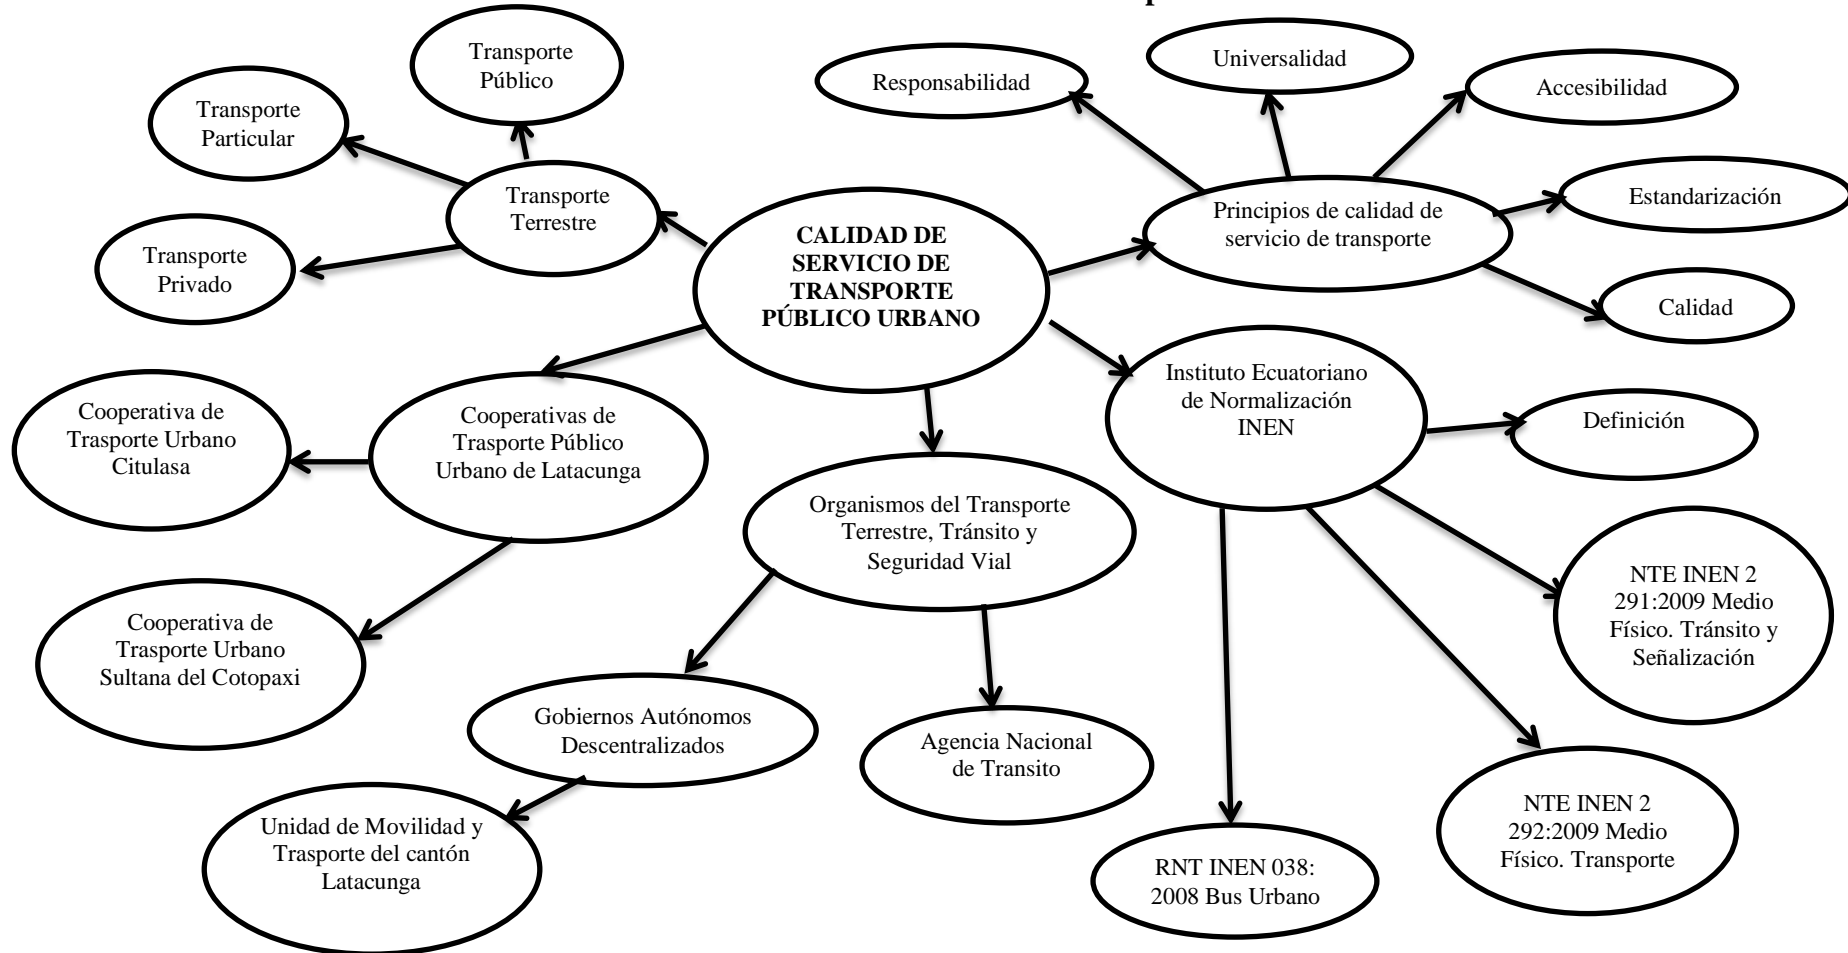 Transporte
Público
Universalidad
Responsabilidad
Accesibilidad
Transporte
Particular
Transporte
Terrestre
Estandarización
Principios de calidad de
servicio de transporte
CALIDAD DE
SERVICIO DE
TRANSPORTE
PÚBLICO URBANO
Transporte
Privado
Calidad
Instituto Ecuatoriano
de Normalización
INEN
Cooperativa de
Trasporte Urbano
Citulasa
Cooperativas de
Trasporte Público
Urbano de Latacunga
Definición
Organismos del Transporte
Terrestre, Tránsito y
Seguridad Vial
NTE INEN 2
291:2009 Medio
Físico. Tránsito y
Señalización
Cooperativa de
Trasporte Urbano
Sultana del Cotopaxi
Gobiernos Autónomos
Descentralizados
Agencia Nacional
de Transito
NTE INEN 2
292:2009 Medio
Físico. Transporte
Unidad de Movilidad y
Trasporte del cantón
Latacunga
RNT INEN 038:
2008 Bus Urbano